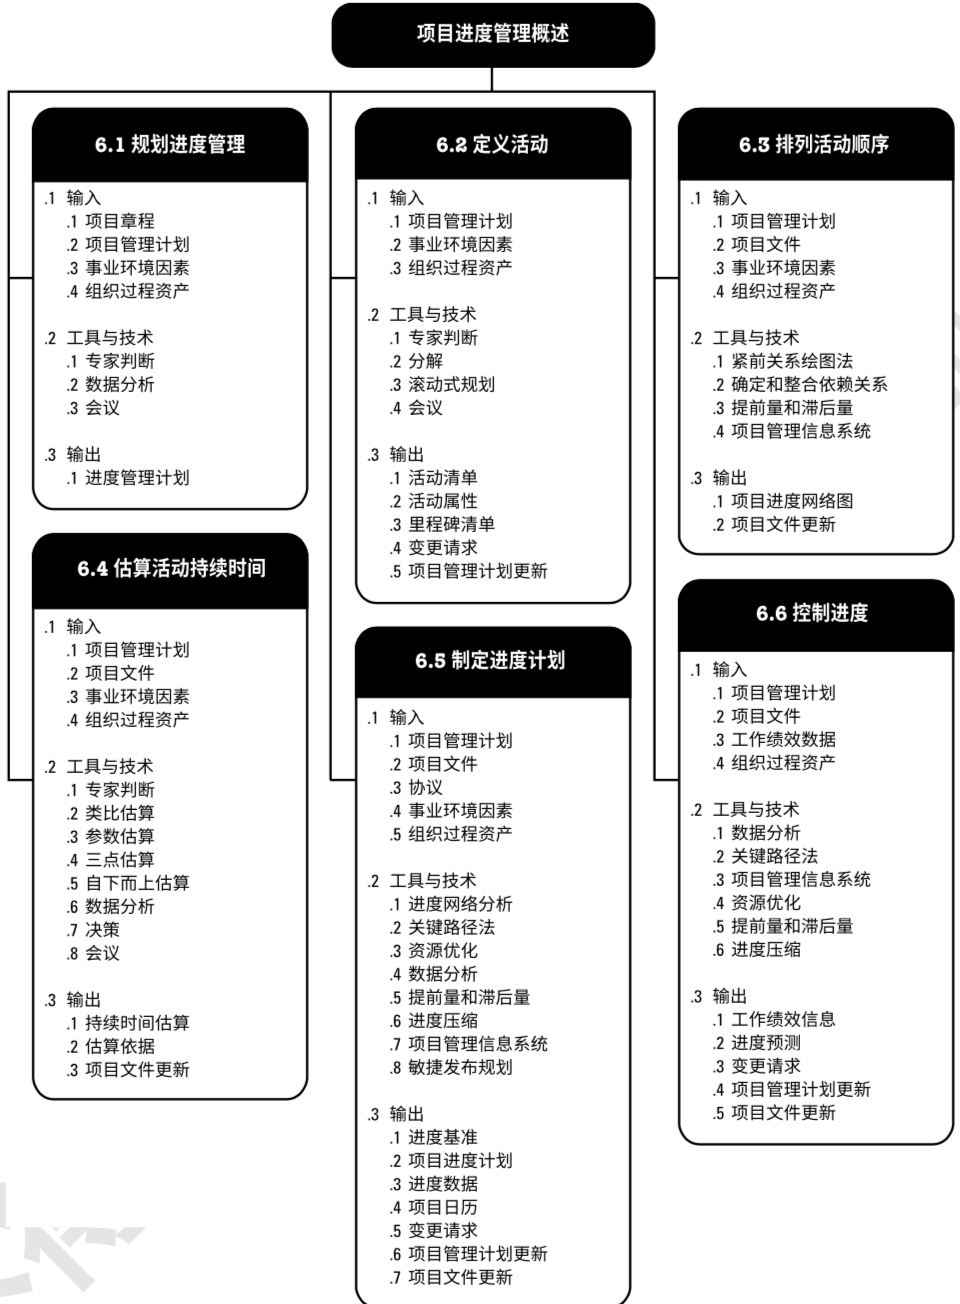 项目进度管理概述
6.1 规划进度管理
.1 输入
.1 项目章程
.2 项目管理计划
.3 事业环境因素
.4 组织过程资产
.2 工具与技术
.1 专家判断
.2 数据分析
.3 会议
.3 输出
.1 进度管理计划
6.2 定义活动
.1 输入
.1 项目管理计划
.2 事业环境因素
.3 组织过程资产
.2 工具与技术
.1 专家判断
.2 分解
.3 滚动式规划
.4 会议
.3 输出
.1 活动清单
.2 活动属性
.3 里程碑清单
.4 变更请求
.5 项目管理计划更新
6.3 排列活动顺序
.1 输入
.1 项目管理计划
.2 项目文件
.3 事业环境因素
.4 组织过程资产
.2 工具与技术
.1 紧前关系绘图法
.2 确定和整合依赖关系
.3 提前量和滞后量
.4 项目管理信息系统
.3 输出
.1 项目进度网络图
.2 项目文件更新
6.4 估算活动持续时间
.1 输入
.1 项目管理计划
.2 项目文件
.3 事业环境因素
.4 组织过程资产
.2 工具与技术
.1 专家判断
.2 类比估算
.3 参数估算
.4 三点估算
.5 自下而上估算
.6 数据分析
.7 决策
.8 会议
.3 输出
.1 持续时间估算
.2 估算依据
.3 项目文件更新
6.5 制定进度计划
.1 输入
.1 项目管理计划
.2 项目文件
.3 协议
.4 事业环境因素
.5 组织过程资产
.2 工具与技术
.1 进度网络分析
.2 关键路径法
.3 资源优化
.4 数据分析
.5 提前量和滞后量
.6 进度压缩
.7 项目管理信息系统
.8 敏捷发布规划
.3 输出
.1 进度基准
.2 项目进度计划
.3 进度数据
.4 项目日历
.5 变更请求
.6 项目管理计划更新
.7 项目文件更新
6.6 控制进度
.1 输入
.1 项目管理计划
.2 项目文件
.3 工作绩效数据
.4 组织过程资产
.2 工具与技术
.1 数据分析
.2 关键路径法
.3 项目管理信息系统
.4 资源优化
.5 提前量和滞后量
.6 进度压缩
.3 输出
.1 工作绩效信息
.2 进度预测
.3 变更请求
.4 项目管理计划更新
.5 项目文件更新